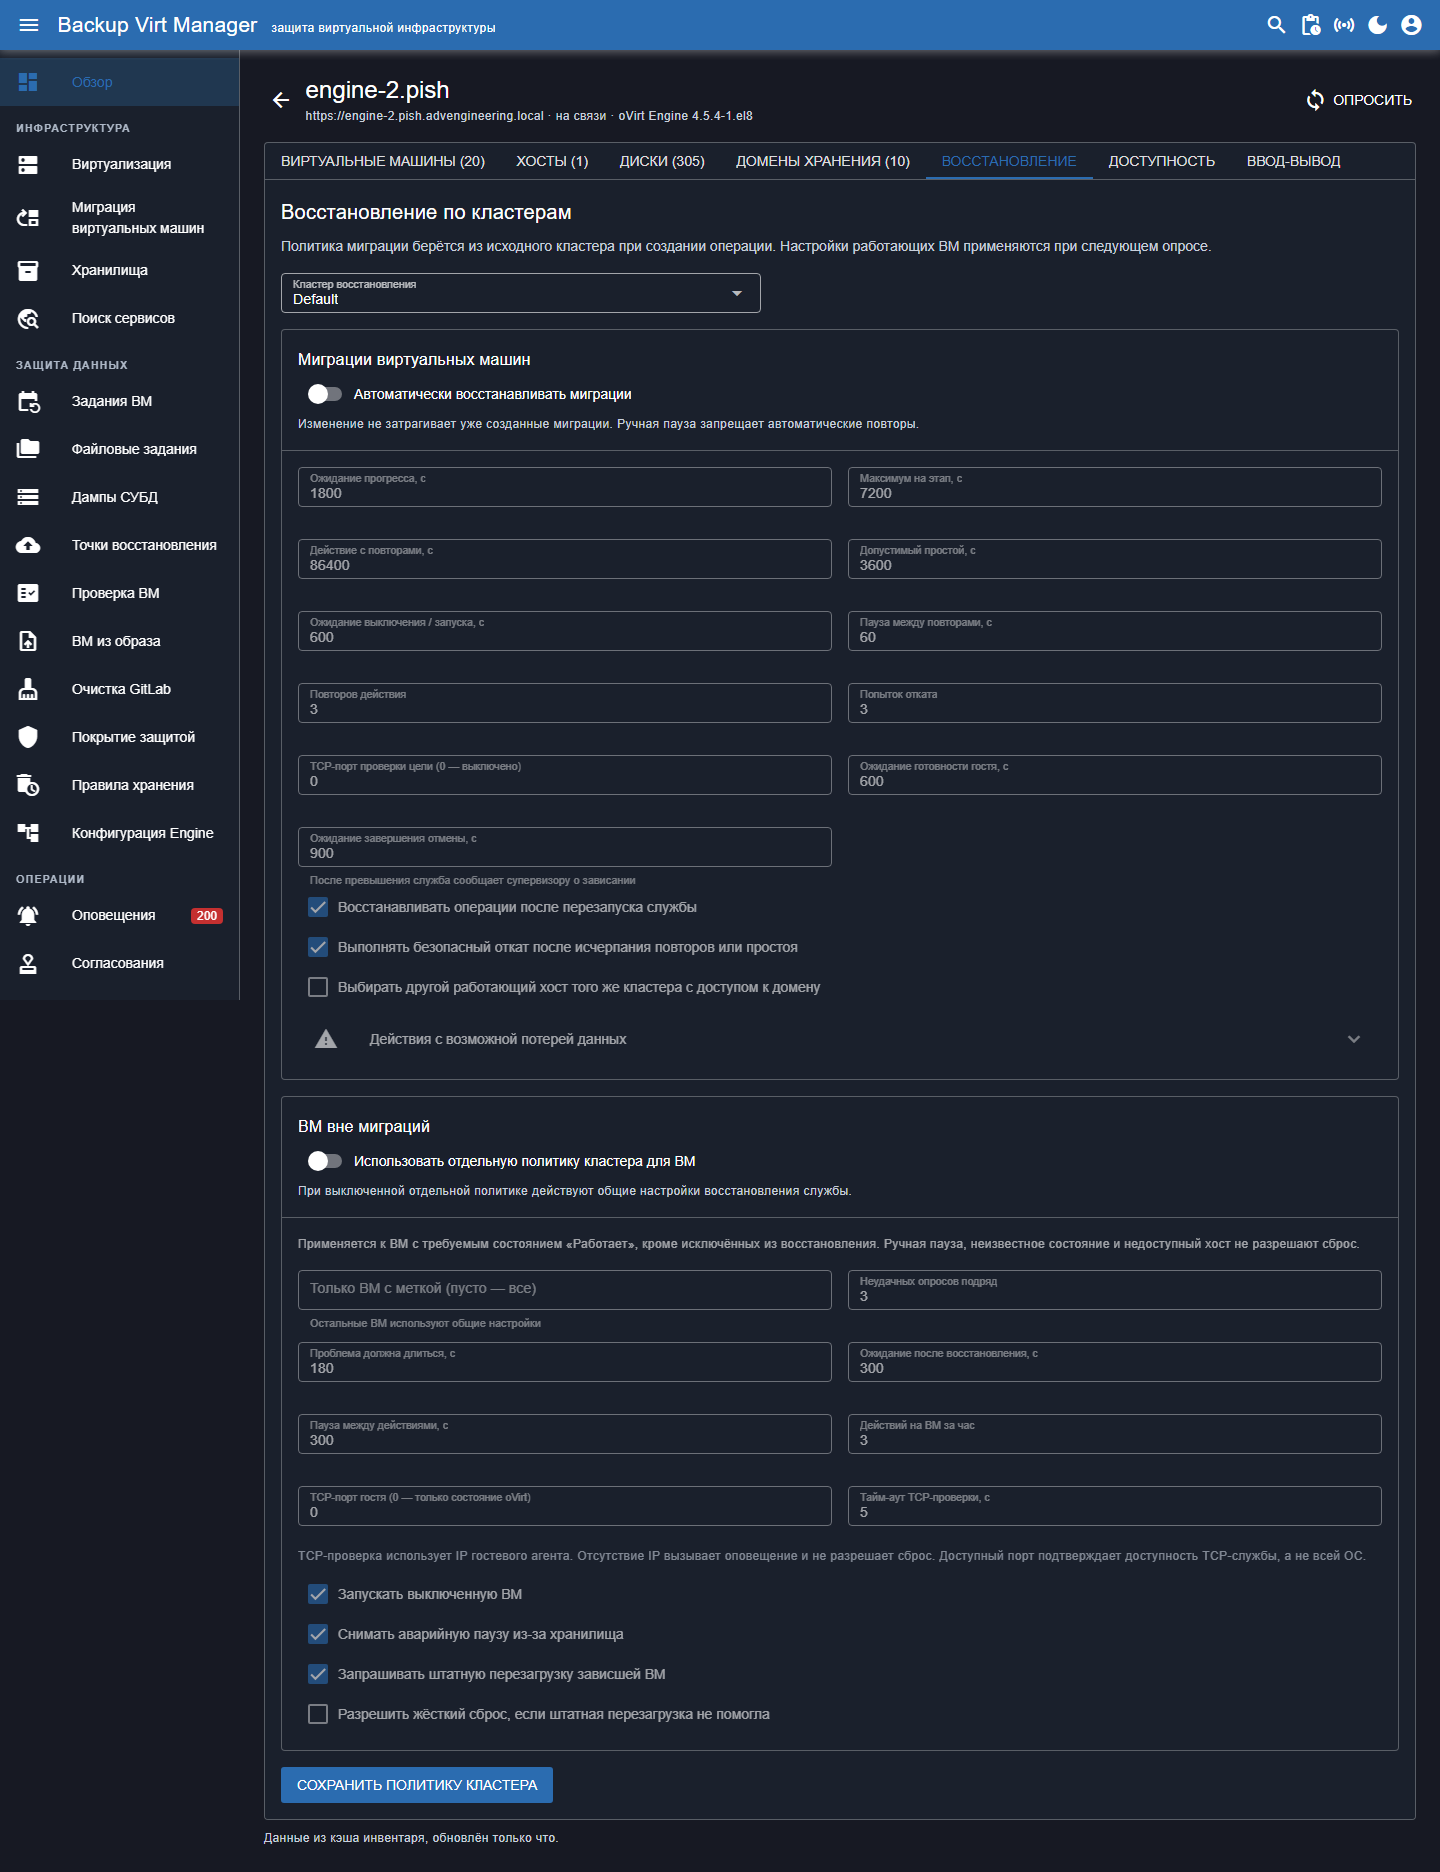 Backup Virt Manager защита виртуальной инфраструктуры
Обзор
ИНФРАСТРУКТУРА
Виртуализация
Миграция
виртуальных машин
Хранилища
Поиск сервисов
ЗАЩИТА ДАННЫХ
Задания ВМ
Файловые задания
Дампы СУБД
Точки восстановления
Проверка ВМ
ВМ из образа
Очистка GitLab
Покрытие защитой
Правила хранения
Конфигурация Engine
ОПЕРАЦИИ
Оповещения 200
Согласования
engine-2.pish
https://engine-2.pish.advengineering.local · на связи · oVirt Engine 4.5.4-1.el8
ОПРОСИТЬ
ВИРТУАЛЬНЫЕ МАШИНЫ (20) ХОСТЫ (1) ДИСКИ (305) ДОМЕНЫ ХРАНЕНИЯ (10) ВОССТАНОВЛЕНИЕ ДОСТУПНОСТЬ ВВОД-ВЫВОД
Восстановление по кластерам
Политика миграции берётся из исходного кластера при создании операции. Настройки работающих ВМ применяются при следующем опросе.
Кластер восстановления
Default
Миграции виртуальных машин
Автоматически восстанавливать миграции
Изменение не затрагивает уже созданные миграции. Ручная пауза запрещает автоматические повторы.
Ожидание прогресса, с
1800
Максимум на этап, с
7200
Действие с повторами, с
86400
Допустимый простой, с
3600
Ожидание выключения / запуска, с
600
Пауза между повторами, с
60
Повторов действия
3
Попыток отката
3
TCP-порт проверки цели (0 — выключено)
0
Ожидание готовности гостя, с
600
Ожидание завершения отмены, с
900
После превышения служба сообщает супервизору о зависании
Восстанавливать операции после перезапуска службы
Выполнять безопасный откат после исчерпания повторов или простоя
Выбирать другой работающий хост того же кластера с доступом к домену
Действия с возможной потерей данных
ВМ вне миграций
Использовать отдельную политику кластера для ВМ
При выключенной отдельной политике действуют общие настройки восстановления службы.
Применяется к ВМ с требуемым состоянием «Работает», кроме исключённых из восстановления. Ручная пауза, неизвестное состояние и недоступный хост не разрешают сброс.
Только ВМ с меткой (пусто — все)
Остальные ВМ используют общие настройки
Неудачных опросов подряд
3
Проблема должна длиться, с
180
Ожидание после восстановления, с
300
Пауза между действиями, с
300
Действий на ВМ за час
3
TCP-порт гостя (0 — только состояние oVirt)
0
Тайм-аут TCP-проверки, с
5
TCP-проверка использует IP гостевого агента. Отсутствие IP вызывает оповещение и не разрешает сброс. Доступный порт подтверждает доступность TCP-службы, а не всей ОС.
Запускать выключенную ВМ
Снимать аварийную паузу из-за хранилища
Запрашивать штатную перезагрузку зависшей ВМ
Разрешить жёсткий сброс, если штатная перезагрузка не помогла
СОХРАНИТЬ ПОЛИТИКУ КЛАСТЕРА
Данные из кэша инвентаря, обновлён только что.